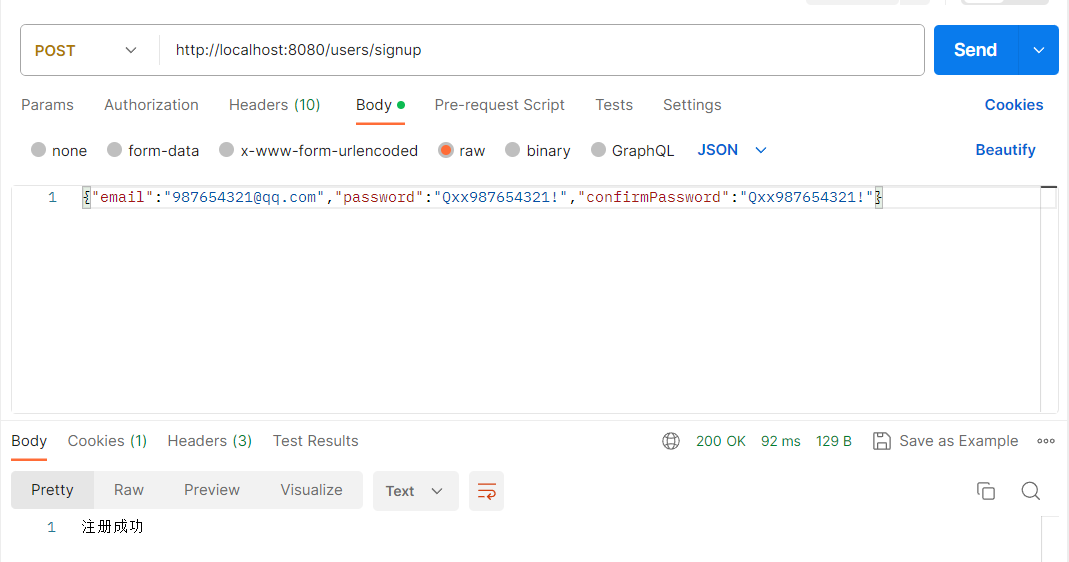 POST http://localhost:8080/users/signup Send
Params Authorization Headers (10) Body Pre-request Script Tests Settings Cookies
none form-data x-www-form-urlencoded raw binary GraphQL JSON Beautify
1 {"email":"987654321@qq.com","password":"Qxx987654321!","confirmPassword":"Qxx987654321!"}
Body Cookies (1) Headers (3) Test Results 200 OK 92 ms 129 B Save as Example
Pretty Raw Preview Visualize Text
1 注册成功